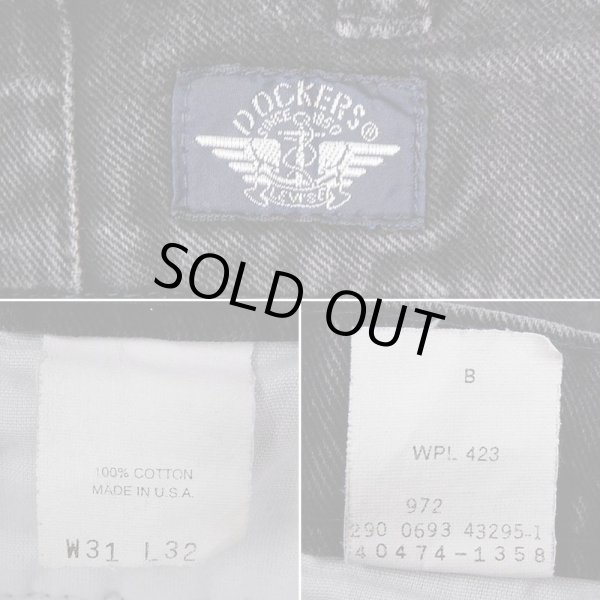 DOCKERS®
SINCE 1850
LEVI'S®
SOLD OUT
100% COTTON
MADE IN U.S.A.
W31 L32
B
WPL 423
972
290 0693 43295-1
40474-1358